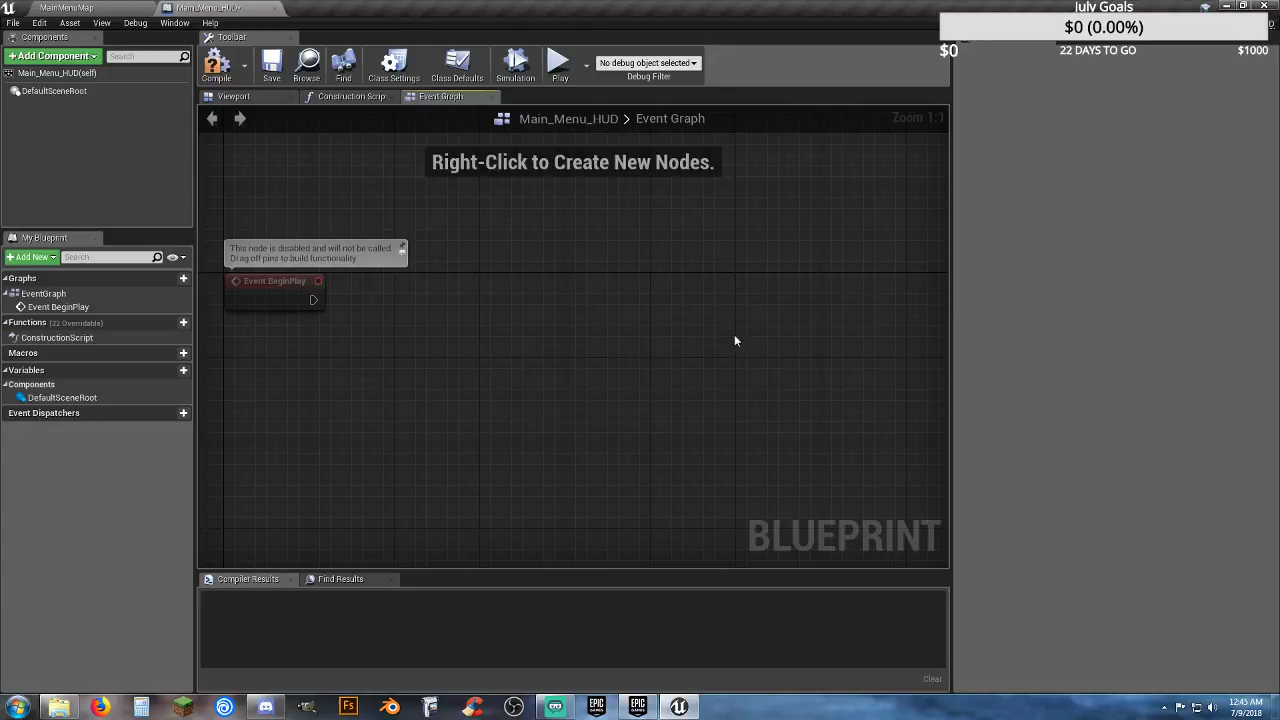 MainMenuMap
Main_Menu_HUD*
July Goals
File
Edit
Asset
View
Debug
Window
Help
$0 (0.00%)
$0
22 DAYS TO GO
$1000
Components
Toolbar
+ Add Component
Search
Main_Menu_HUD(self)
DefaultSceneRoot
Compile
Save
Browse
Find
Class Settings
Class Defaults
Simulation
Play
No debug object selected
Debug Filter
Viewport
Construction Scrip
Event Graph
Main_Menu_HUD > Event Graph
Zoom 1:1
Right-Click to Create New Nodes.
This node is disabled and will not be called.
Drag off pins to build functionality.
Event BeginPlay
BLUEPRINT
My Blueprint
+ Add New
Search
Graphs
EventGraph
Event BeginPlay
Functions (22 Overridable)
ConstructionScript
Macros
Variables
Components
DefaultSceneRoot
Event Dispatchers
Compiler Results
Find Results
Clear
Fs
EPIC
GAMES
EPIC
GAMES
12:45 AM
7/9/2018